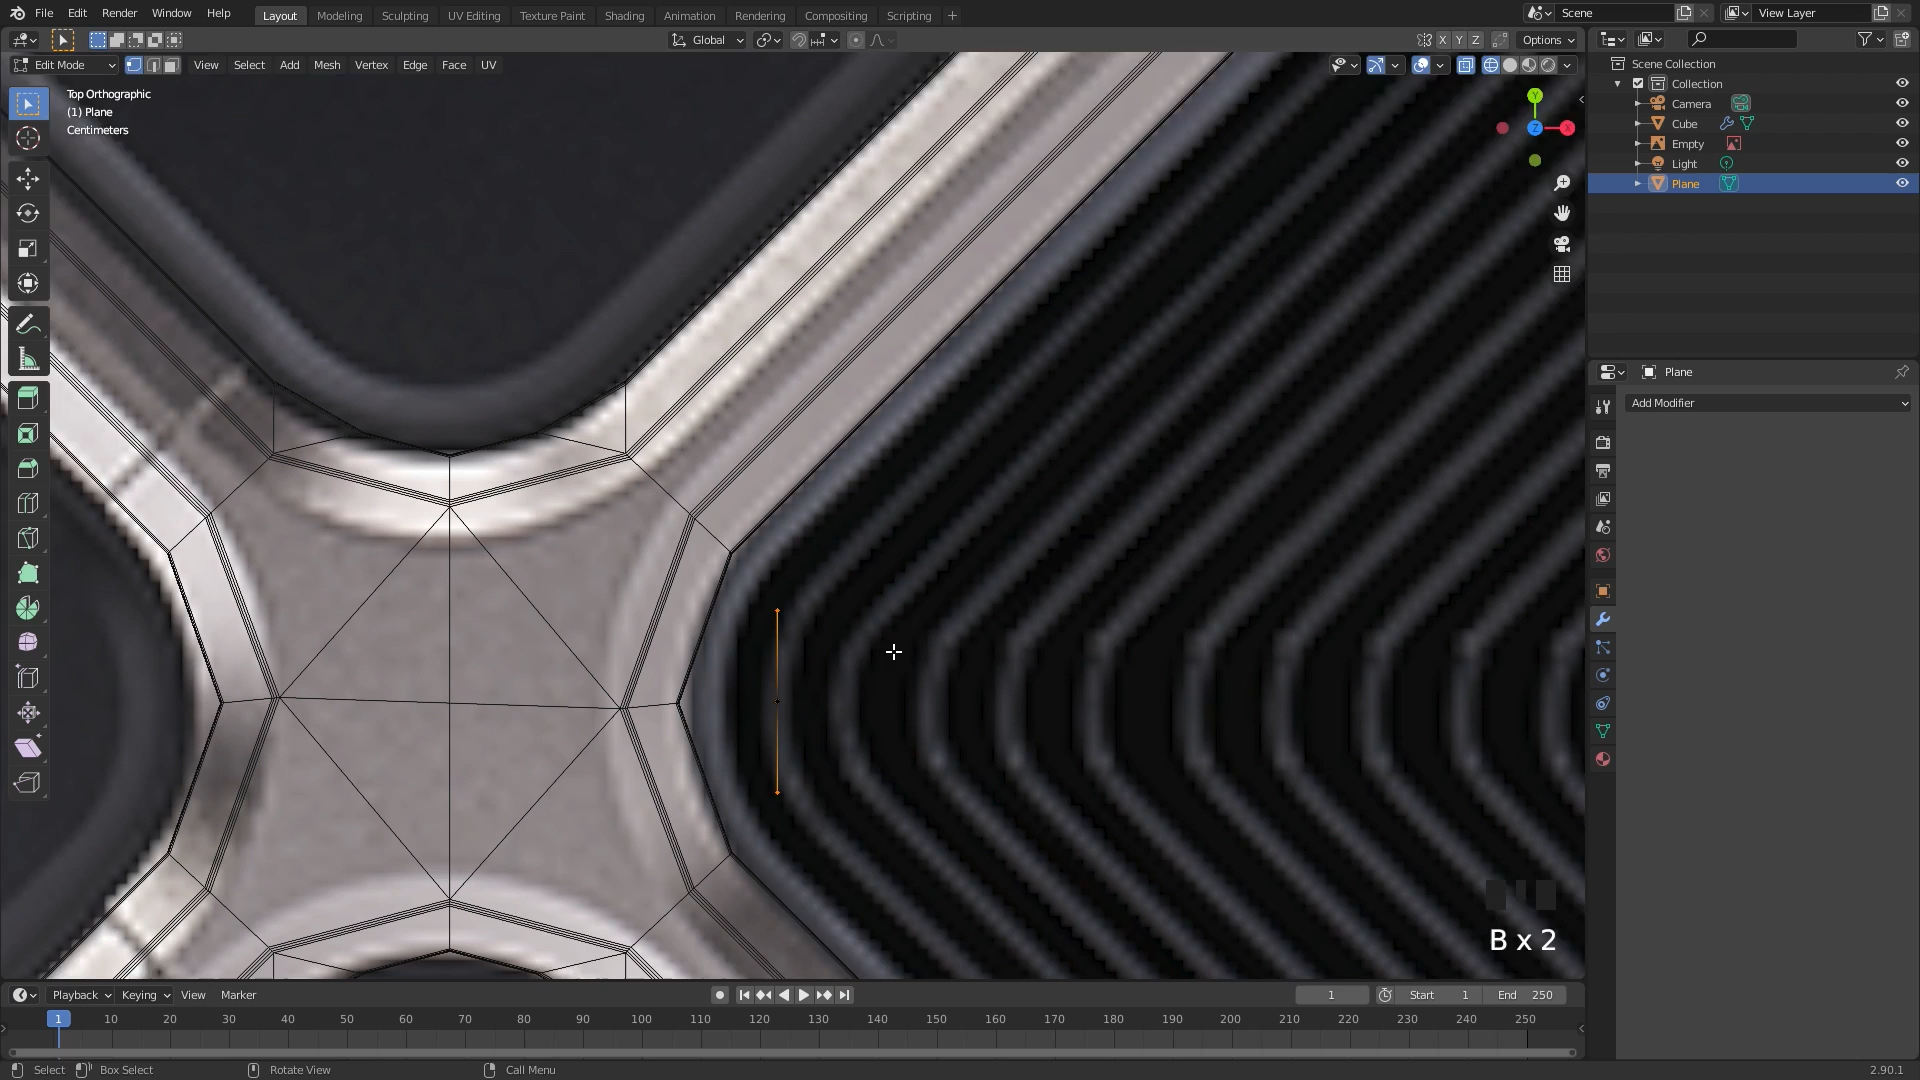 File Edit Render Window Help Layout Modeling Sculpting UV Editing Texture Paint Shading Animation Rendering Compositing Scripting + Scene View Layer
Global X Y Z Options
Edit Mode View Select Add Mesh Vertex Edge Face UV
Top Orthographic
(1) Plane
Centimeters
Y
Z
X
Scene Collection
Collection
Camera
Cube
Empty
Light
Plane
Plane
Add Modifier
B x 2
Playback Keying View Marker 1 Start 1 End 250
1 10 20 30 40 50 60 70 80 90 100 110 120 130 140 150 160 170 180 190 200 210 220 230 240 250
Select Box Select Rotate View Call Menu 2.90.1